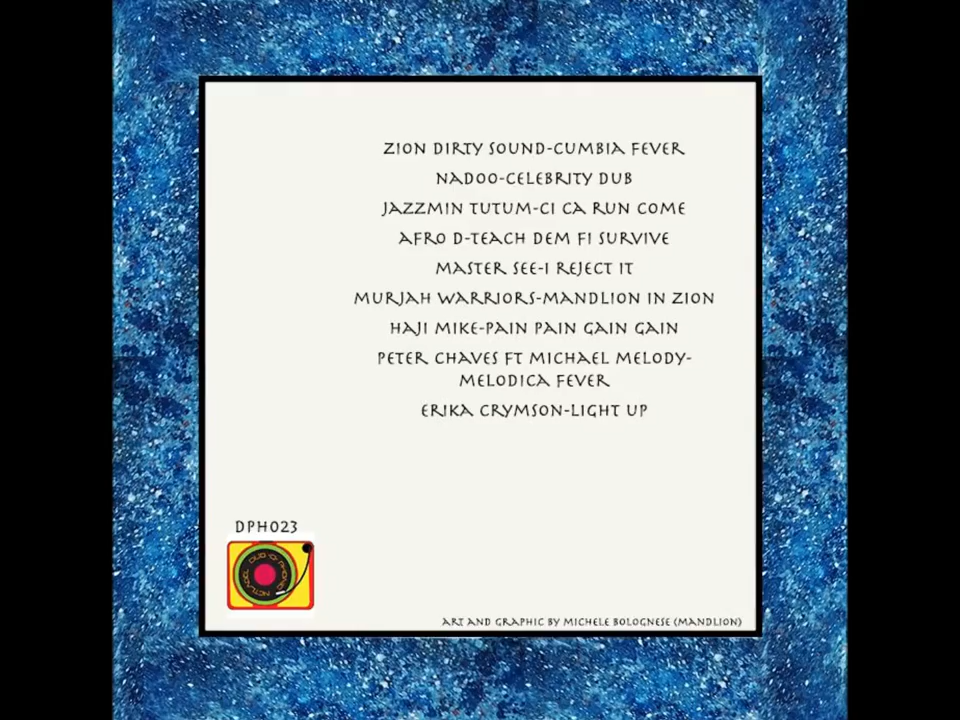 ZION DIRTY SOUND-CUMBIA FEVER
NADOO-CELEBRITY DUB
JAZZMIN TUTUM-CI CA RUN COME
AFRO D-TEACH DEM FI SURVIVE
MASTER SEE-I REJECT IT
MURJAH WARRIORS-MANDLION IN ZION
HAJI MIKE-PAIN PAIN GAIN GAIN
PETER CHAVES FT MICHAEL MELODY-
MELODICA FEVER
ERIKA CRYMSON-LIGHT UP
DPH023
ART AND GRAPHIC BY MICHELE BOLOGNESE (MANDLION)